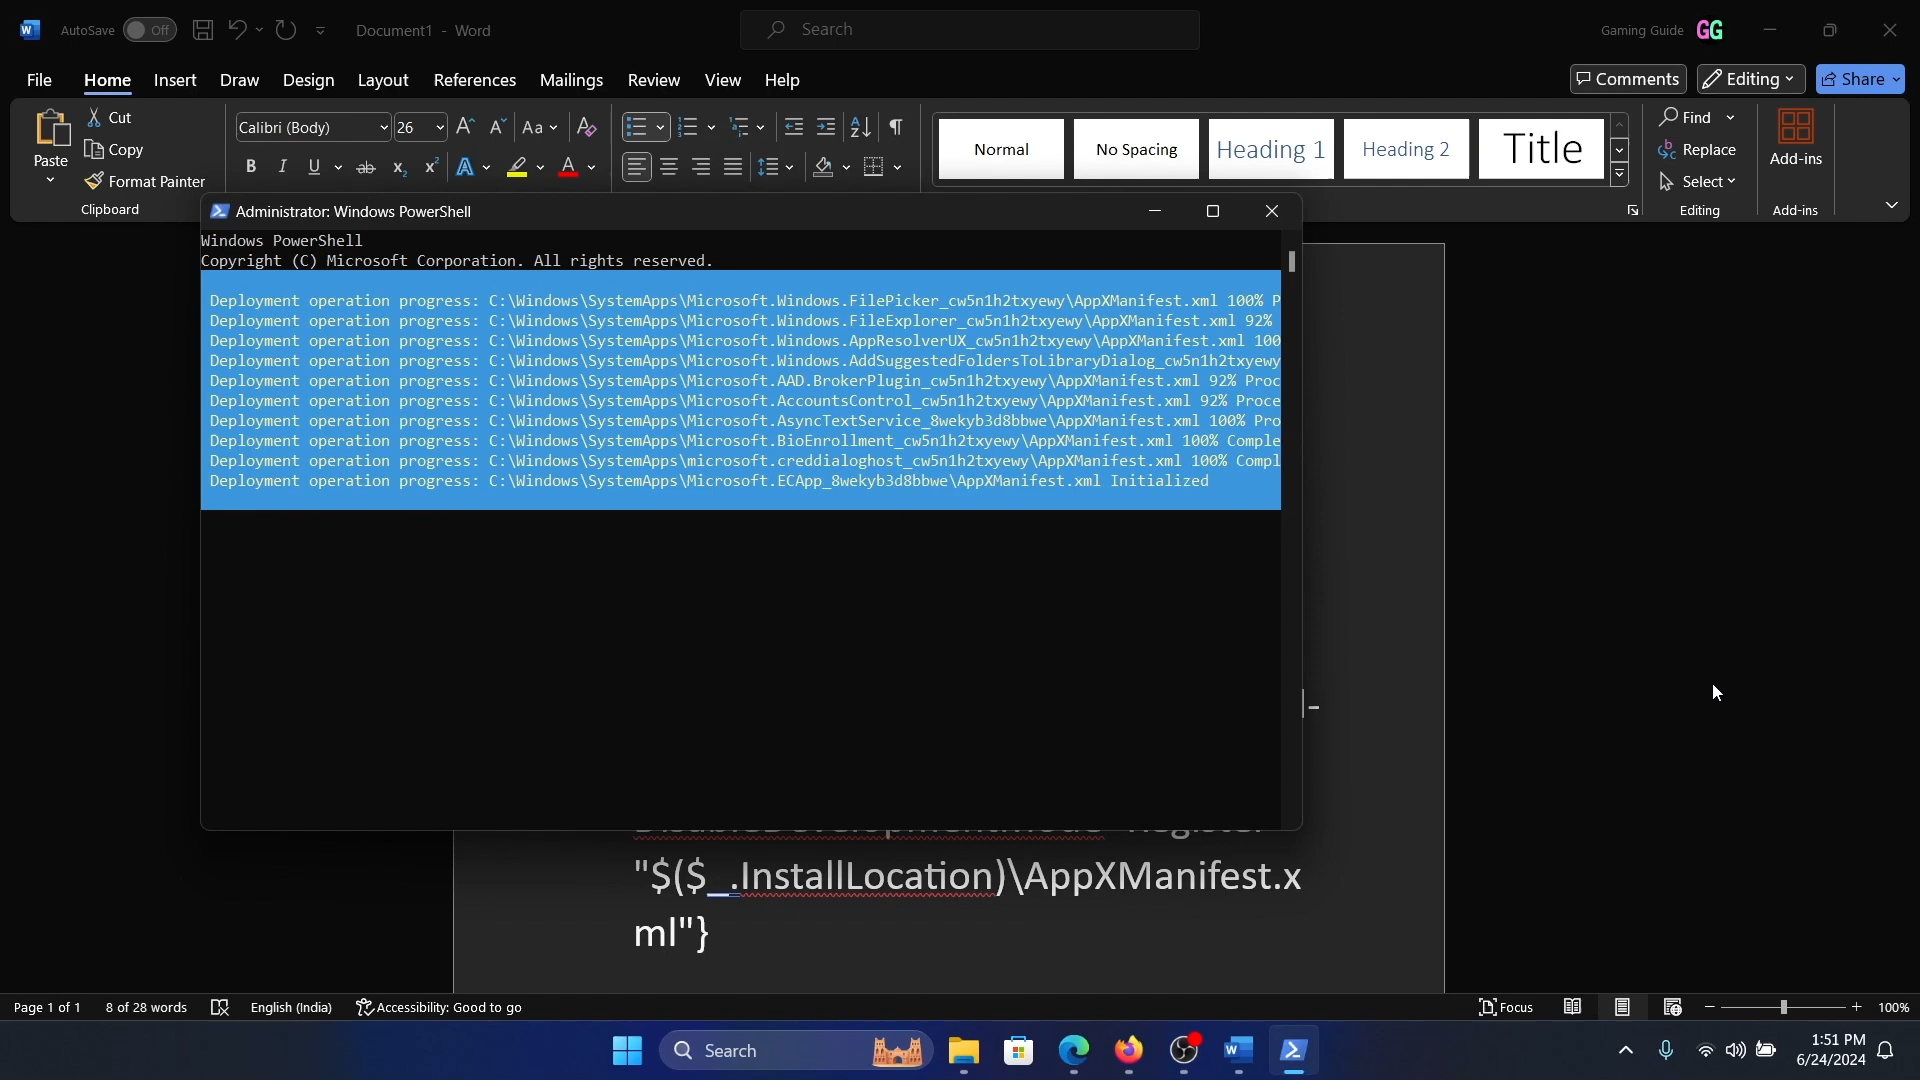 AutoSave Off Document1 - Word Search Gaming Guide GG
File Home Insert Draw Design Layout References Mailings Review View Help Comments Editing Share
Paste Cut Calibri (Body) 26 Aa Normal No Spacing Heading 1 Heading 2 Title Find Add-ins
Copy Replace
Format Painter Select
Clipboard Editing Add-ins
Administrator: Windows PowerShell
Windows PowerShell
Copyright (C) Microsoft Corporation. All rights reserved.
Deployment operation progress: C:\Windows\SystemApps\Microsoft.Windows.FilePicker_cw5n1h2txyewy\AppXManifest.xml 100% P
Deployment operation progress: C:\Windows\SystemApps\Microsoft.Windows.FileExplorer_cw5n1h2txyewy\AppXManifest.xml 92%
Deployment operation progress: C:\Windows\SystemApps\Microsoft.Windows.AppResolverUX_cw5n1h2txyewy\AppXManifest.xml 100
Deployment operation progress: C:\Windows\SystemApps\Microsoft.Windows.AddSuggestedFoldersToLibraryDialog_cw5n1h2txyewy
Deployment operation progress: C:\Windows\SystemApps\Microsoft.AAD.BrokerPlugin_cw5n1h2txyewy\AppXManifest.xml 92% Proc
Deployment operation progress: C:\Windows\SystemApps\Microsoft.AccountsControl_cw5n1h2txyewy\AppXManifest.xml 92% Proce
Deployment operation progress: C:\Windows\SystemApps\Microsoft.AsyncTextService_8wekyb3d8bbwe\AppXManifest.xml 100% Pro
Deployment operation progress: C:\Windows\SystemApps\Microsoft.BioEnrollment_cw5n1h2txyewy\AppXManifest.xml 100% Comple
Deployment operation progress: C:\Windows\SystemApps\microsoft.creddialoghost_cw5n1h2txyewy\AppXManifest.xml 100% Compl
Deployment operation progress: C:\Windows\SystemApps\Microsoft.ECApp_8wekyb3d8bbwe\AppXManifest.xml Initialized
-
DisableDevelopmentMode -Register
"$($_.InstallLocation)\AppXManifest.x
ml"}
Page 1 of 1 8 of 28 words English (India) Accessibility: Good to go Focus 100%
Search 1:51 PM
6/24/2024